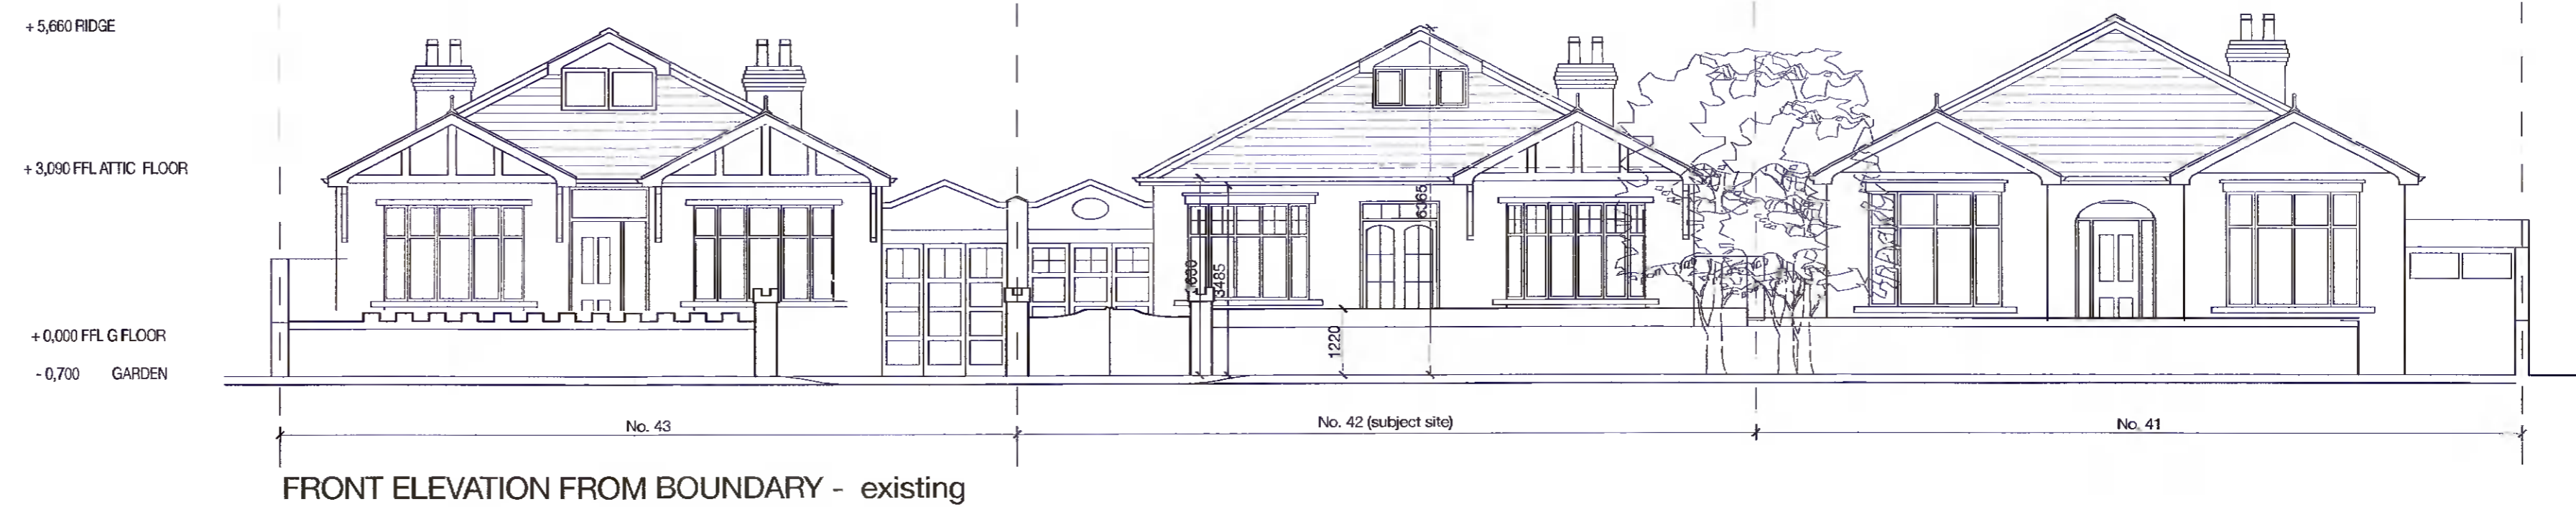 + 5,660 RIDGE
+ 3,090 FFL ATTIC FLOOR
+ 0,000 FFL G FLOOR
- 0,700 GARDEN
6365
3485
1220
No. 43
No. 42 (subject site)
No. 41
FRONT ELEVATION FROM BOUNDARY - existing